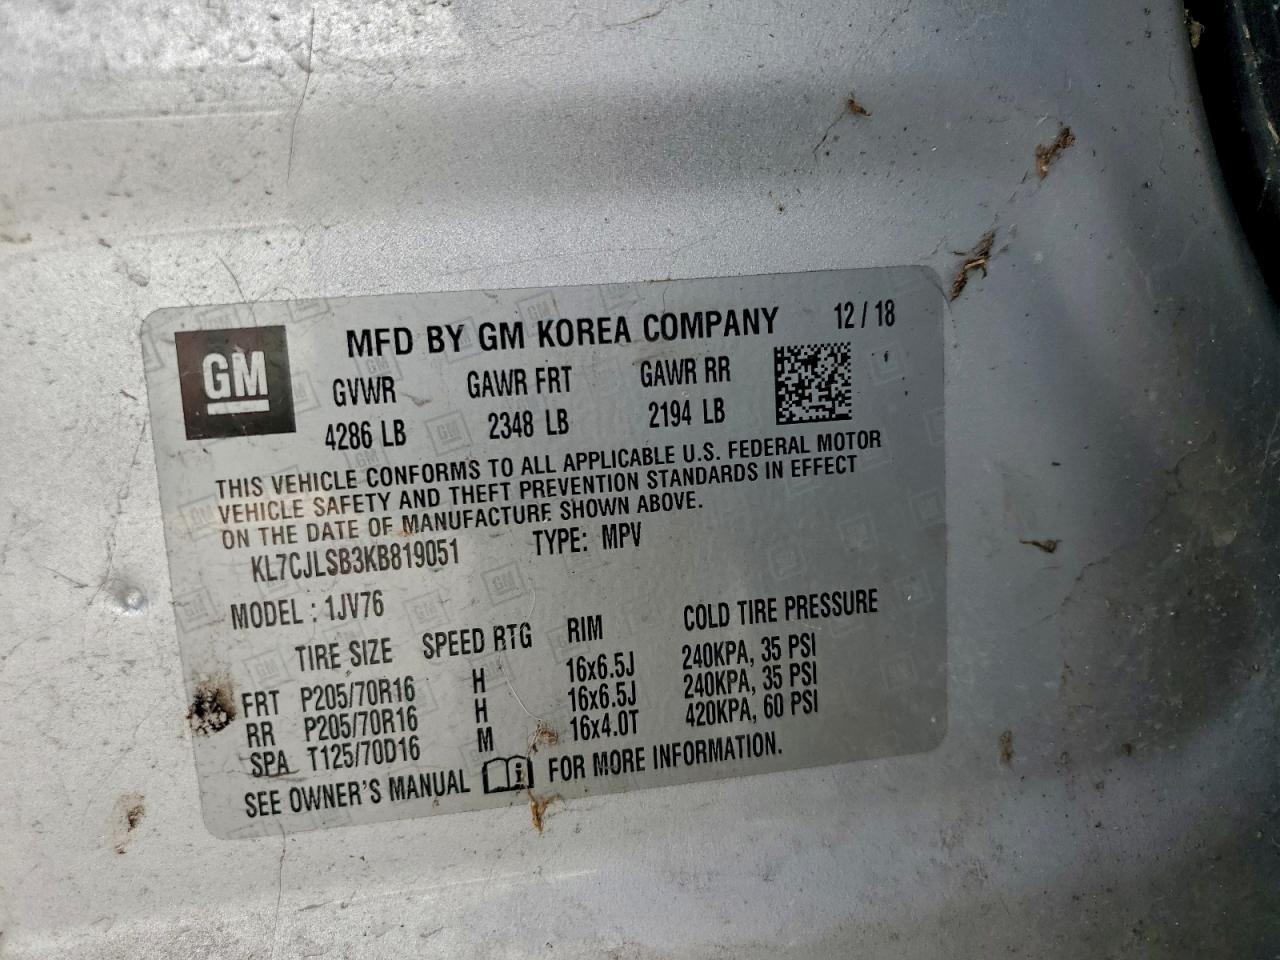 GM MFD BY GM KOREA COMPANY 12/18
GVWR GAWR FRT GAWR RR
4286 LB 2348 LB 2194 LB
THIS VEHICLE CONFORMS TO ALL APPLICABLE U.S. FEDERAL MOTOR
VEHICLE SAFETY AND THEFT PREVENTION STANDARDS IN EFFECT
ON THE DATE OF MANUFACTURE SHOWN ABOVE.
KL7CJLSB3KB819051 TYPE: MPV
MODEL : 1JV76
TIRE SIZE SPEED RTG RIM COLD TIRE PRESSURE
FRT P205/70R16 H 16x6.5J 240KPA, 35 PSI
RR P205/70R16 H 16x6.5J 240KPA, 35 PSI
SPA T125/70D16 M 16x4.0T 420KPA, 60 PSI
SEE OWNER'S MANUAL i FOR MORE INFORMATION.